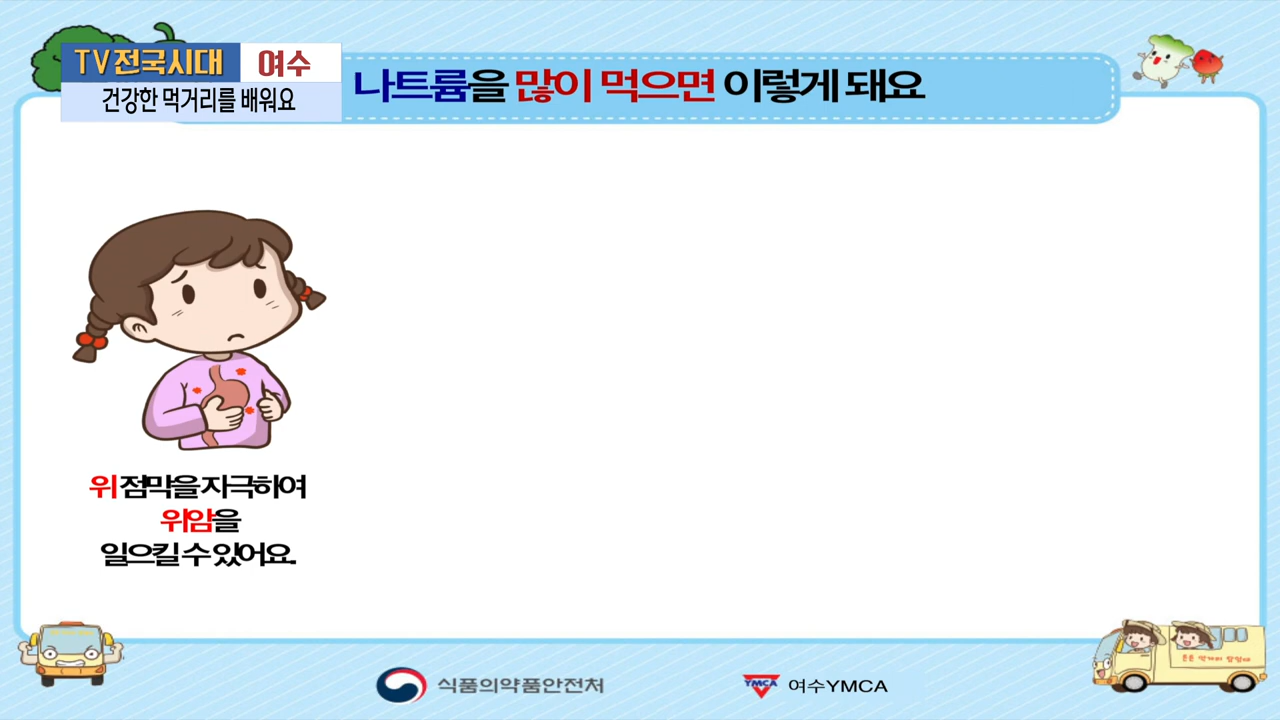 TV전국시대 여수
건강한 먹거리를 배워요
나트륨을 많이 먹으면 이렇게 돼요
위 점막을 자극하여
위암을
일으킬 수 있어요.
식품의약품안전처
YMCA 여수YMCA